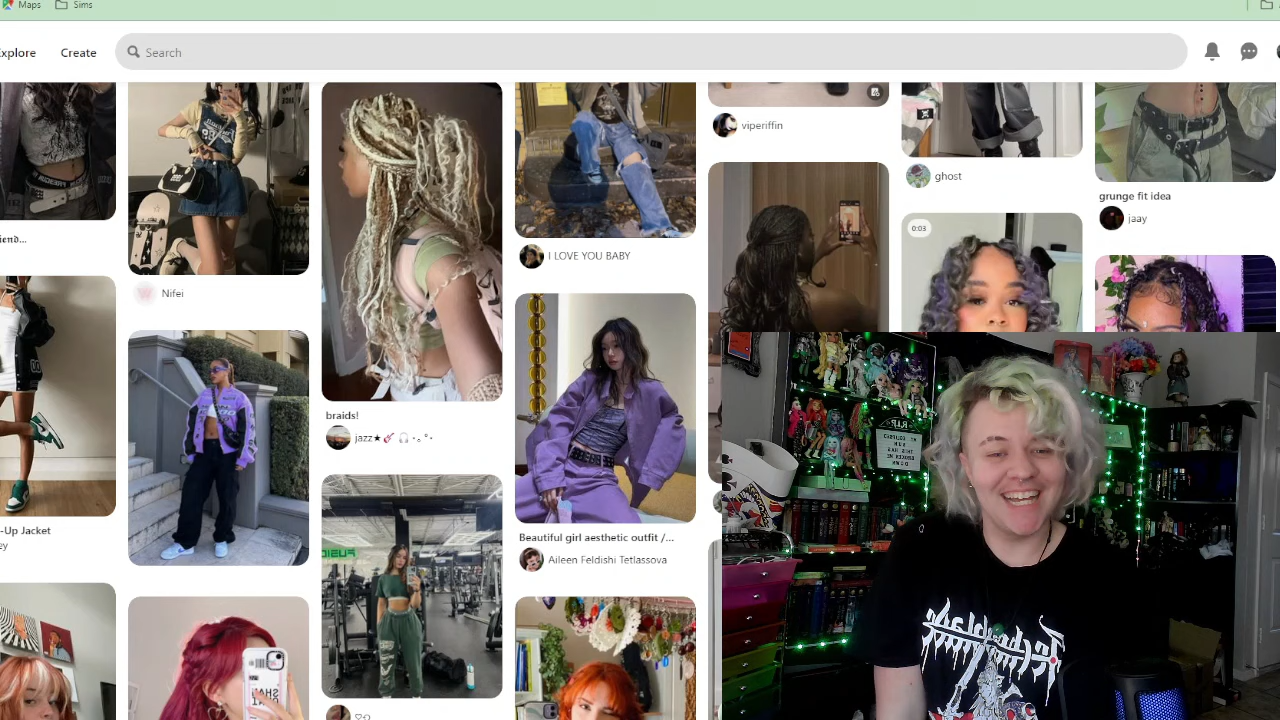 Maps
Sims
Explore
Create
Search
viperiffin
ghost
grunge fit idea
jaay
I LOVE YOU BABY
Nifei
0:03
braids!
jazz★
-Up Jacket
Beautiful girl aesthetic outfit /...
Aileen Feldishi Tetlassova